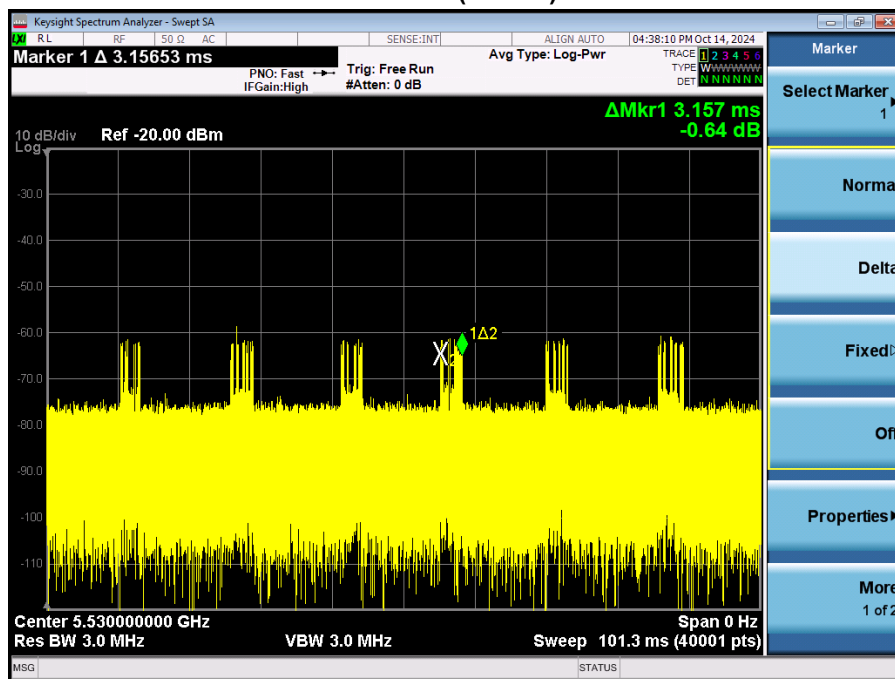 Keysight Spectrum Analyzer - Swept SA
LXI RL RF 50 Ω AC SENSE:INT ALIGN AUTO 04:38:10 PM Oct 14, 2024
Marker 1 Δ 3.15653 ms
PNO: Fast
IFGain:High
Trig: Free Run
#Atten: 0 dB
Avg Type: Log-Pwr
TRACE 1 2 3 4 5 6
TYPE WWWWWW
DET N N N N N N
ΔMkr1 3.157 ms
-0.64 dB
10 dB/div Ref -20.00 dBm
Log
-30.0
-40.0
-50.0
-60.0
-70.0
-80.0
-90.0
-100
-110
1Δ2
X2
Center 5.530000000 GHz Span 0 Hz
Res BW 3.0 MHz VBW 3.0 MHz Sweep 101.3 ms (40001 pts)
MSG STATUS
Marker
Select Marker
1
Norma
Delta
Fixed
Off
Properties
More
1 of 2